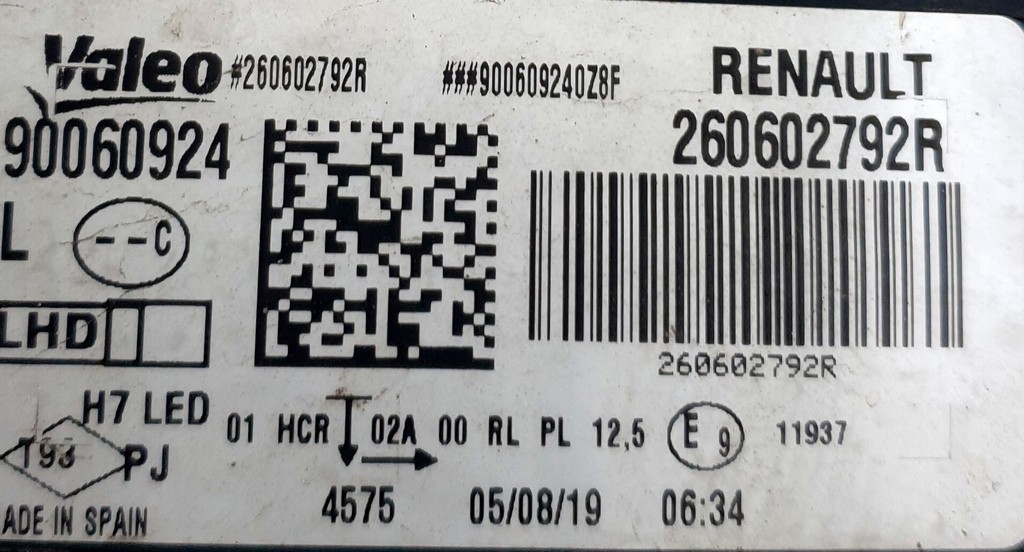 Valeo #260602792R ###900609240Z8F RENAULT
90060924 260602792R
L --C
LHD
260602792R
H7 LED
01 HCR 02A 00 RL PL 12,5 E 9 11937
T93 PJ
4575 05/08/19 06:34
ADE IN SPAIN